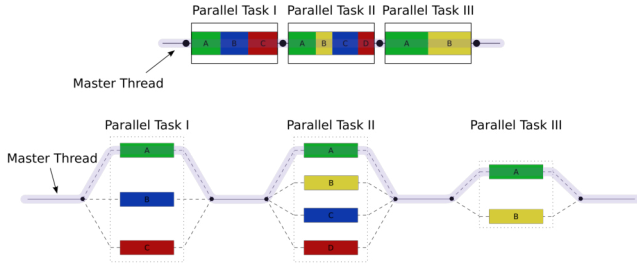 Parallel Task I Parallel Task II Parallel Task III
A B C A B C D A B
Master Thread
Parallel Task I Parallel Task II Parallel Task III
Master Thread
A A
A
B
B
C
B
C D